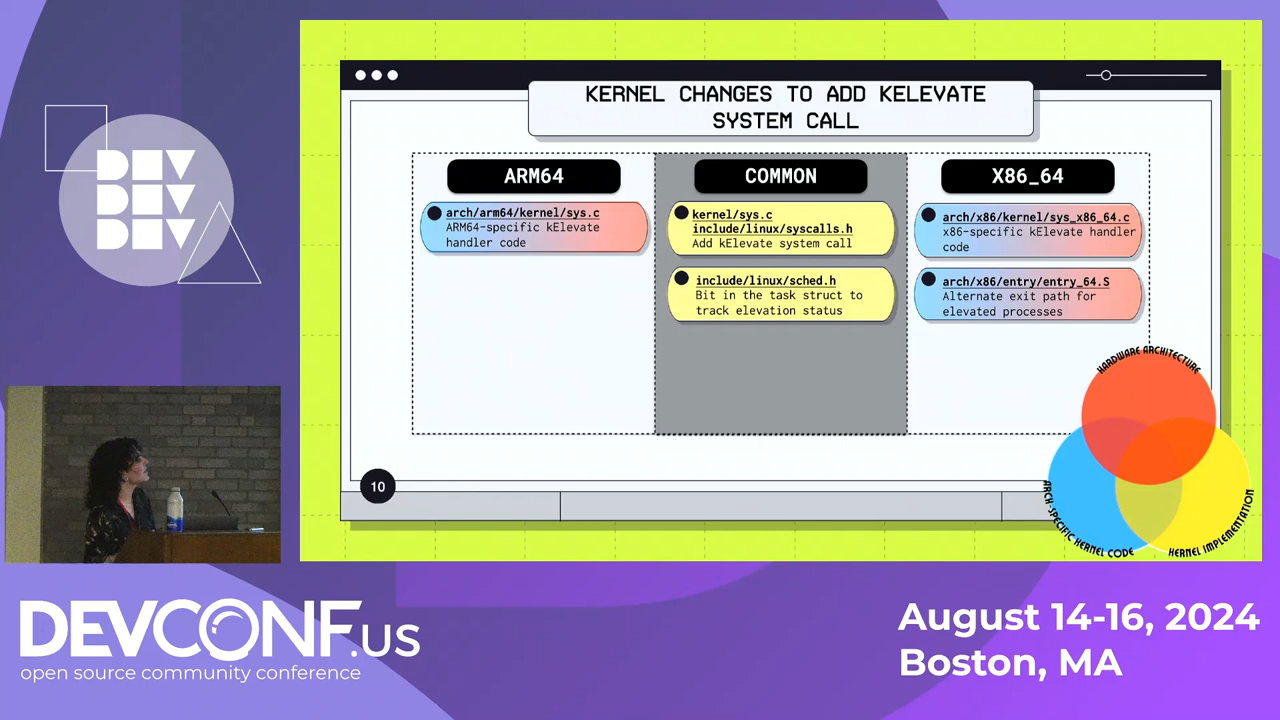 KERNEL CHANGES TO ADD KELEVATE
SYSTEM CALL
ARM64
arch/arm64/kernel/sys.c
ARM64-specific kElevate
handler code
COMMON
kernel/sys.c
include/linux/syscalls.h
Add kElevate system call
include/linux/sched.h
Bit in the task struct to
track elevation status
X86_64
arch/x86/kernel/sys_x86_64.c
x86-specific kElevate handler
code
arch/x86/entry/entry_64.S
Alternate exit path for
elevated processes
HARDWARE ARCHITECTURE
ARCH-SPECIFIC KERNEL CODE
KERNEL IMPLEMENTATION
10
DEV
DEV
DEV
DEVCONF.US
open source community conference
August 14-16, 2024
Boston, MA